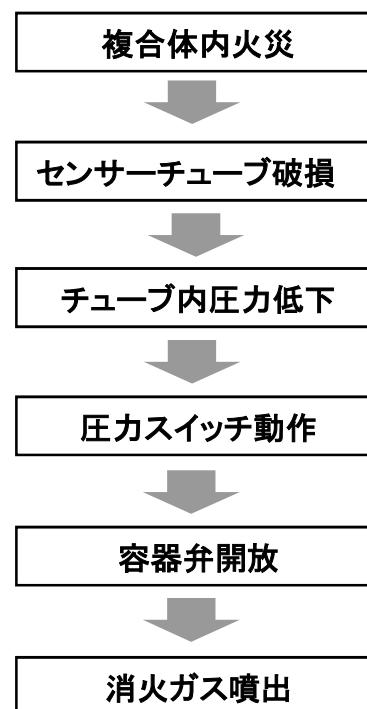 複合体内火災
センサーチューブ破損
チューブ内圧力低下
圧力スイッチ動作
容器弁開放
消火ガス噴出